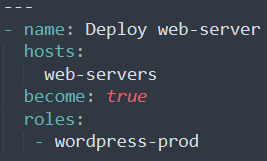 ---
- name: Deploy web-server
  hosts:
    web-servers
  become: true
  roles:
   - wordpress-prod